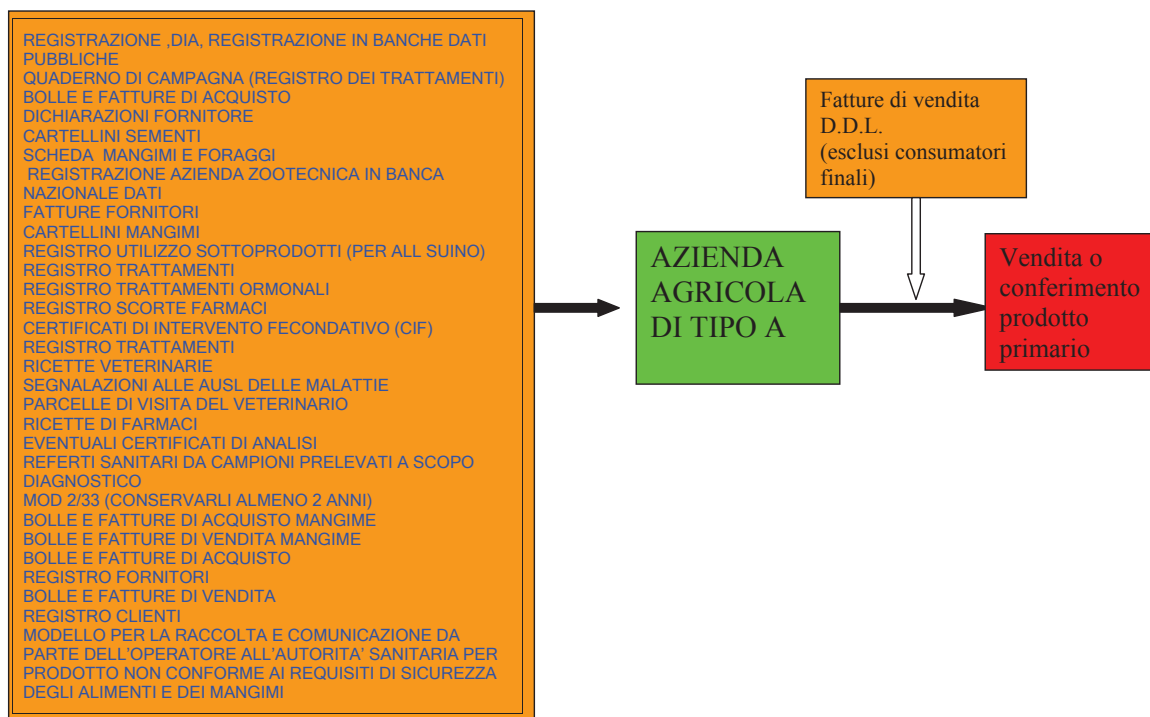 REGISTRAZIONE ,DIA, REGISTRAZIONE IN BANCHE DATI
PUBBLICHE
QUADERNO DI CAMPAGNA (REGISTRO DEI TRATTAMENTI)
BOLLE E FATTURE DI ACQUISTO
DICHIARAZIONI FORNITORE
CARTELLINI SEMENTI
SCHEDA MANGIMI E FORAGGI
REGISTRAZIONE AZIENDA ZOOTECNICA IN BANCA
NAZIONALE DATI
FATTURE FORNITORI
CARTELLINI MANGIMI
REGISTRO UTILIZZO SOTTOPRODOTTI (PER ALL SUINO)
REGISTRO TRATTAMENTI
REGISTRO TRATTAMENTI ORMONALI
REGISTRO SCORTE FARMACI
CERTIFICATI DI INTERVENTO FECONDATIVO (CIF)
REGISTRO TRATTAMENTI
RICETTE VETERINARIE
SEGNALAZIONI ALLE AUSL DELLE MALATTIE
PARCELLE DI VISITA DEL VETERINARIO
RICETTE DI FARMACI
EVENTUALI CERTIFICATI DI ANALISI
REFERTI SANITARI DA CAMPIONI PRELEVATI A SCOPO
DIAGNOSTICO
MOD 2/33 (CONSERVARLI ALMENO 2 ANNI)
BOLLE E FATTURE DI ACQUISTO MANGIME
BOLLE E FATTURE DI VENDITA MANGIME
BOLLE E FATTURE DI ACQUISTO
REGISTRO FORNITORI
BOLLE E FATTURE DI VENDITA
REGISTRO CLIENTI
MODELLO PER LA RACCOLTA E COMUNICAZIONE DA
PARTE DELL'OPERATORE ALL'AUTORITA' SANITARIA PER
PRODOTTO NON CONFORME AI REQUISITI DI SICUREZZA
DEGLI ALIMENTI E DEI MANGIMI
AZIENDA
AGRICOLA
DI TIPO A
Fatture di vendita
D.D.L.
(esclusi consumatori
finali)
Vendita o
conferimento
prodotto
primario